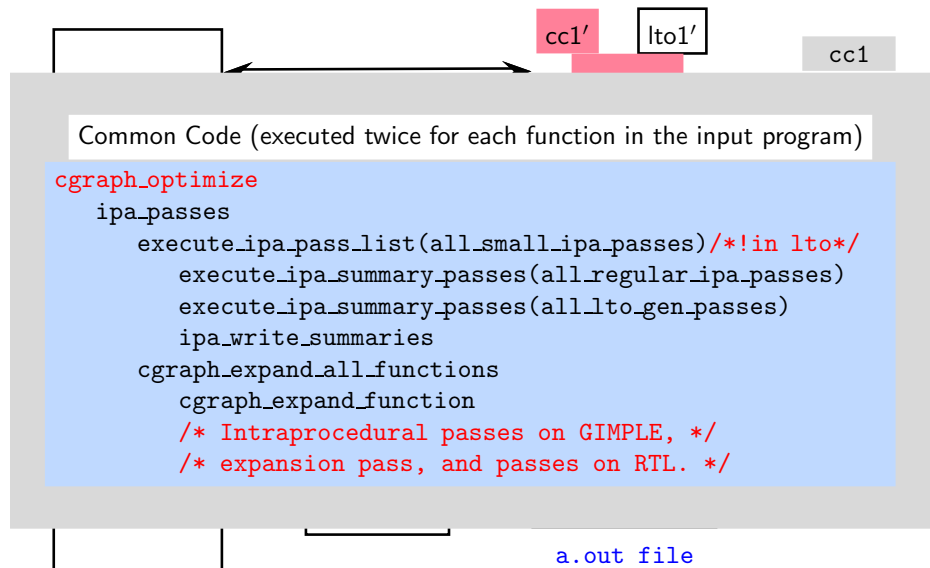 cc1′
lto1′
cc1
Common Code (executed twice for each function in the input program)
cgraph_optimize
ipa_passes
execute_ipa_pass_list(all_small_ipa_passes)/*!in lto*/
execute_ipa_summary_passes(all_regular_ipa_passes)
execute_ipa_summary_passes(all_lto_gen_passes)
ipa_write_summaries
cgraph_expand_all_functions
cgraph_expand_function
/* Intraprocedural passes on GIMPLE, */
/* expansion pass, and passes on RTL. */
a.out file